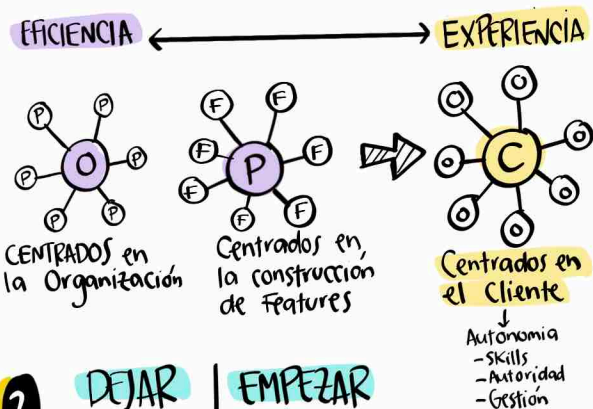 EFICIENCIA
EXPERIENCIA
P
P
P
P
P
P
O
CENTRADOS en
la Organización
F
F
F
F
F
F
F
P
Centrados en
la construcción
de Features
O
O
O
O
O
O
O
C
Centrados en
el Cliente
Autonomia
-Skills
-Autoridad
-Gestión
2
DEJAR
EMPEZAR